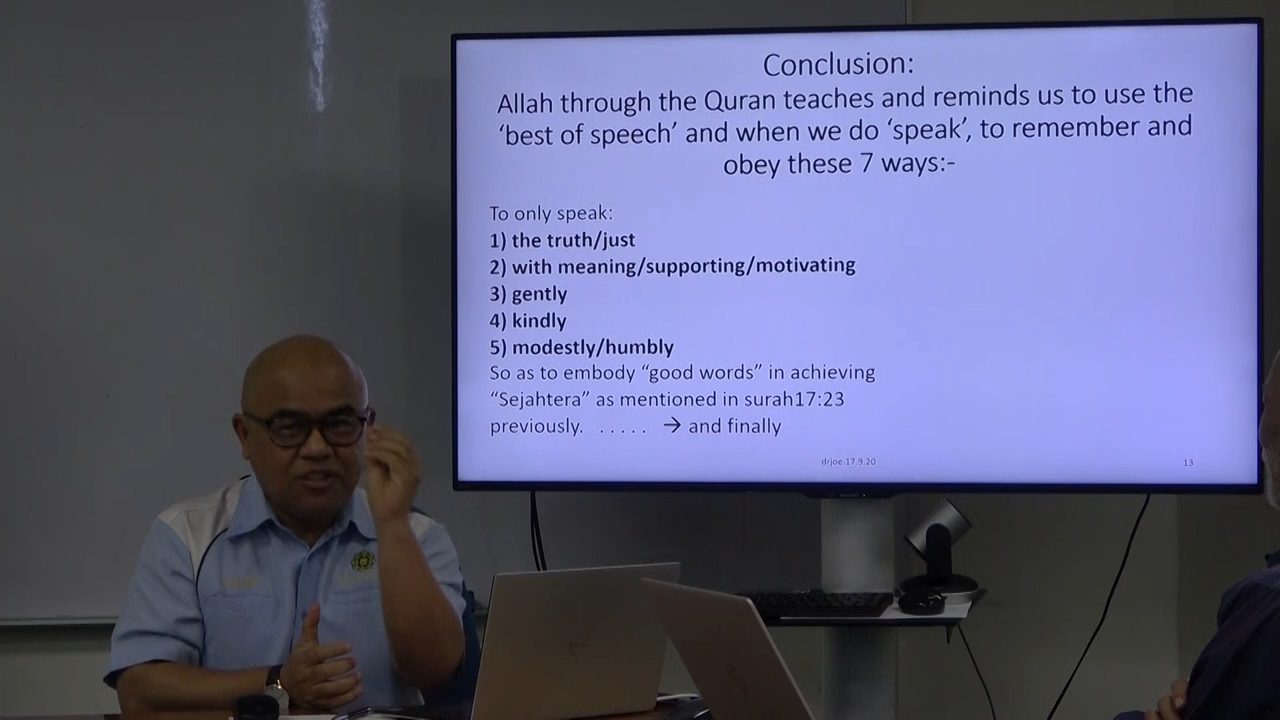 Conclusion:
Allah through the Quran teaches and reminds us to use the
‘best of speech’ and when we do ‘speak’, to remember and
obey these 7 ways:-
To only speak:
1) the truth/just
2) with meaning/supporting/motivating
3) gently
4) kindly
5) modestly/humbly
So as to embody “good words” in achieving
“Sejahtera” as mentioned in surah17:23
previously. ..... → and finally
drjoe.17.9.20
13